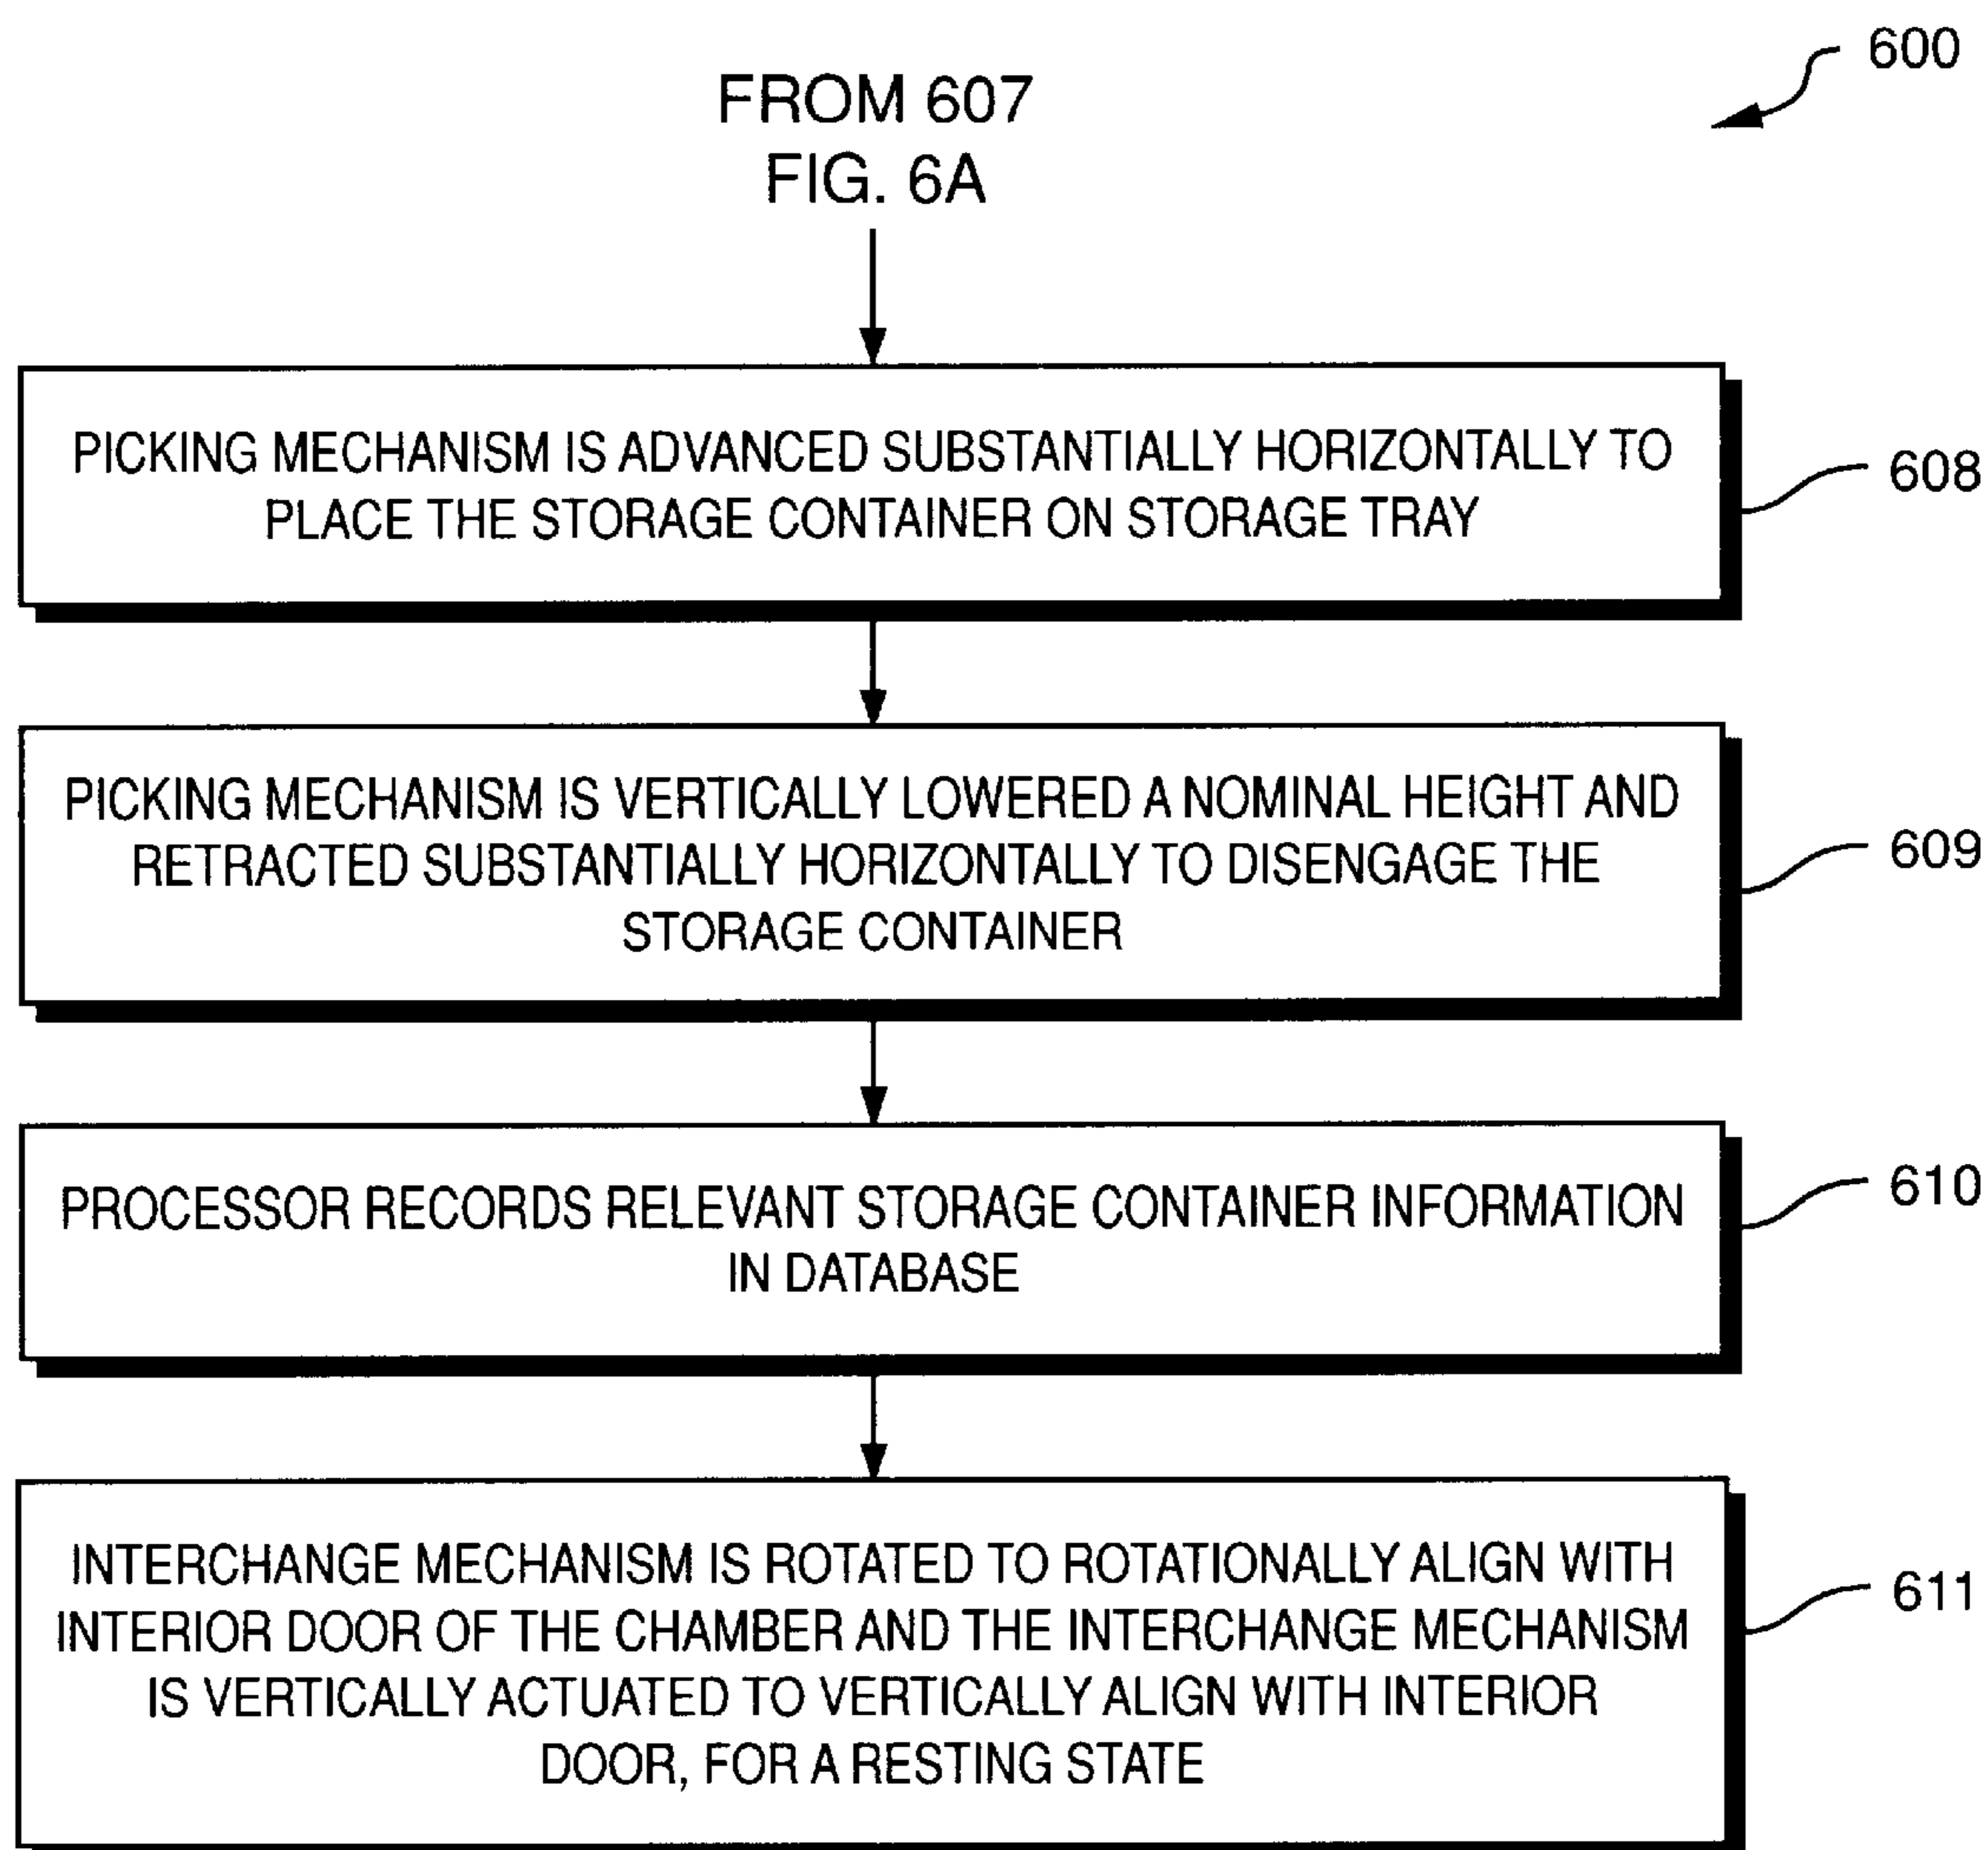 600
FROM 607
FIG. 6A
PICKING MECHANISM IS ADVANCED SUBSTANTIALLY HORIZONTALLY TO
PLACE THE STORAGE CONTAINER ON STORAGE TRAY
608
PICKING MECHANISM IS VERTICALLY LOWERED A NOMINAL HEIGHT AND
RETRACTED SUBSTANTIALLY HORIZONTALLY TO DISENGAGE THE
STORAGE CONTAINER
609
PROCESSOR RECORDS RELEVANT STORAGE CONTAINER INFORMATION
IN DATABASE
610
INTERCHANGE MECHANISM IS ROTATED TO ROTATIONALLY ALIGN WITH
INTERIOR DOOR OF THE CHAMBER AND THE INTERCHANGE MECHANISM
IS VERTICALLY ACTUATED TO VERTICALLY ALIGN WITH INTERIOR
DOOR, FOR A RESTING STATE
611